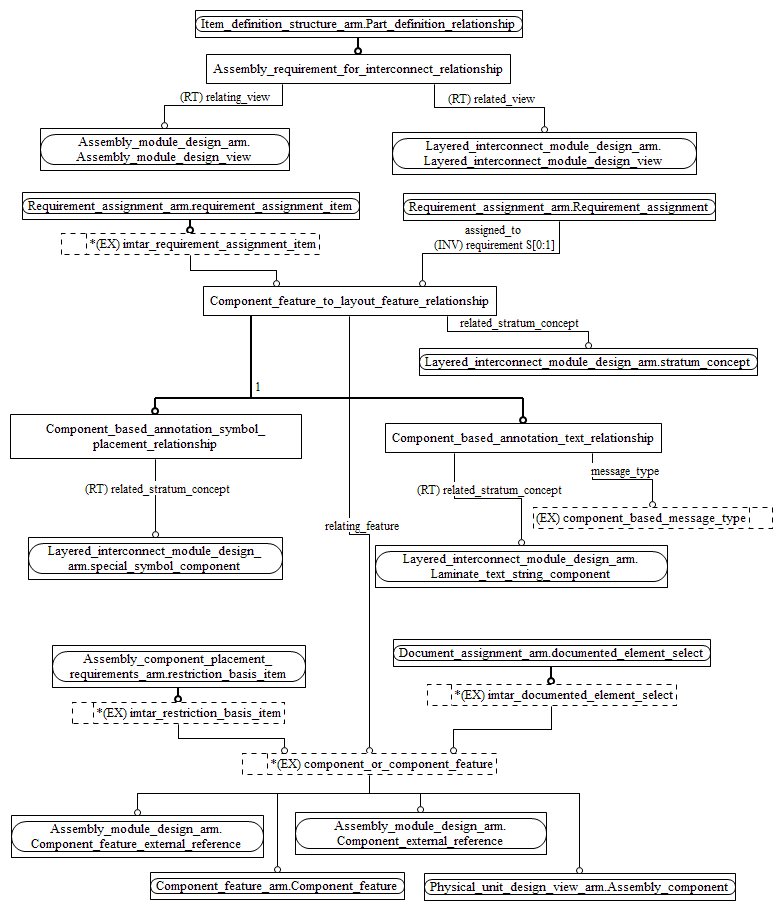 Item_definition_structure_arm.Part_definition_relationship
Assembly_requirement_for_interconnect_relationship
(RT) relating_view
(RT) related_view
Assembly_module_design_arm.
Assembly_module_design_view
Layered_interconnect_module_design_arm.
Layered_interconnect_module_design_view
Requirement_assignment_arm.requirement_assignment_item
Requirement_assignment_arm.Requirement_assignment
*(EX) imtar_requirement_assignment_item
assigned_to
(INV) requirement S[0:1]
Component_feature_to_layout_feature_relationship
related_stratum_concept
Layered_interconnect_module_design_arm.stratum_concept
1
Component_based_annotation_symbol_
placement_relationship
Component_based_annotation_text_relationship
(RT) related_stratum_concept
(RT) related_stratum_concept
message_type
(EX) component_based_message_type
relating_feature
Layered_interconnect_module_design_
arm.special_symbol_component
Layered_interconnect_module_design_arm.
Laminate_text_string_component
Assembly_component_placement_
requirements_arm.restriction_basis_item
Document_assignment_arm.documented_element_select
*(EX) imtar_restriction_basis_item
*(EX) imtar_documented_element_select
*(EX) component_or_component_feature
Assembly_module_design_arm.
Component_feature_external_reference
Assembly_module_design_arm.
Component_external_reference
Component_feature_arm.Component_feature
Physical_unit_design_view_arm.Assembly_component